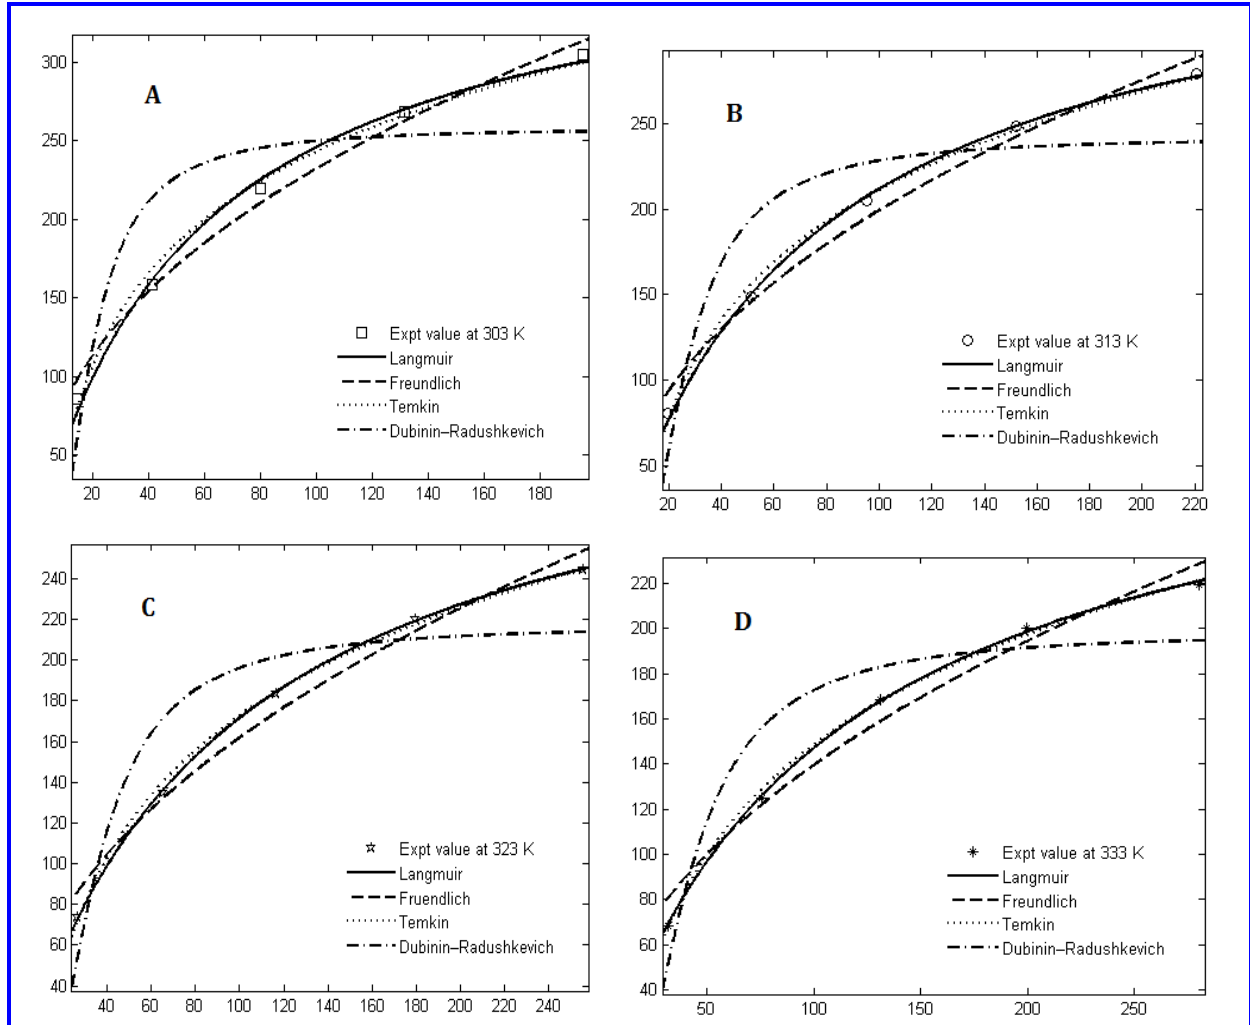 A
300
250
200
150
100
50
Expt value at 303 K
Langmuir
Freundlich
Temkin
Dubinin–Radushkevich
20 40 60 80 100 120 140 160 180
B
250
200
150
100
50
Expt value at 313 K
Langmuir
Freundlich
Temkin
Dubinin–Radushkevich
20 40 60 80 100 120 140 160 180 200 220
C
240
220
200
180
160
140
120
100
80
60
40
Expt value at 323 K
Langmuir
Fruendlich
Temkin
Dubinin–Radushkevich
40 60 80 100 120 140 160 180 200 220 240
D
220
200
180
160
140
120
100
80
60
40
Expt value at 333 K
Langmuir
Freundlich
Temkin
Dubinin–Radushkevich
50 100 150 200 250